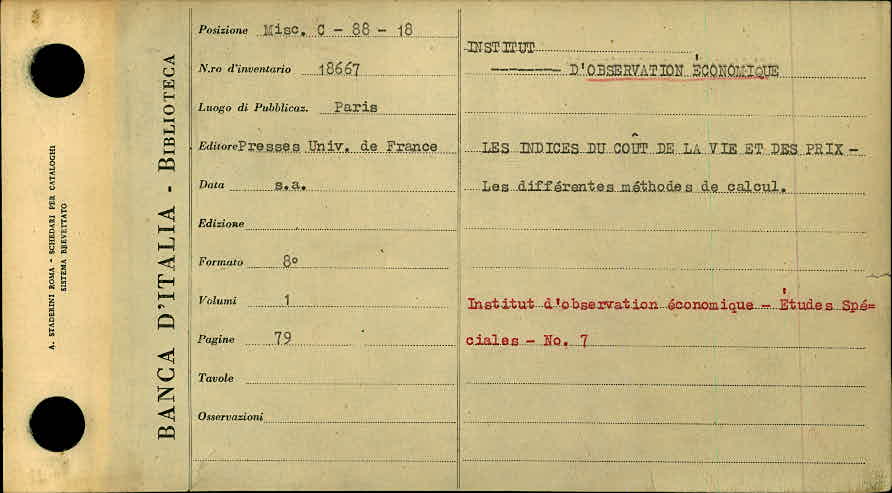 A. STADERINI ROMA - SCHEDARI PER CATALOGHI
SISTEMA BREVETTATO
BANCA D'ITALIA - BIBLIOTECA
Posizione Misc. C - 88 - 18
N.ro d'inventario 18667
Luogo di Pubblicaz. Paris
Editore Presses Univ. de France
Data s.a.
Edizione
Formato 8º
Volumi 1
Pagine 79
Tavole
Osservazioni
INSTITUT
------- D'OBSERVATION ÉCONOMIQUE
LES INDICES DU COÛT DE LA VIE ET DES PRIX -
Les différentes méthodes de calcul.
Institut d'observation économique - Études Spé=
ciales - No. 7